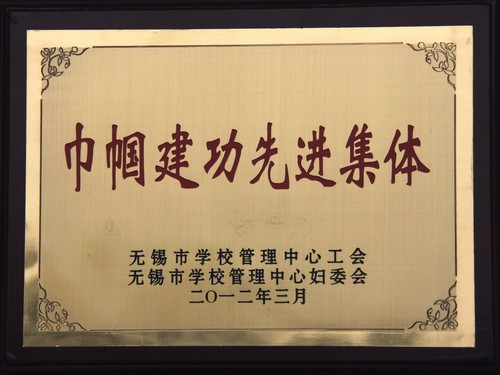 巾帼建功先进集体
无锡市学校管理中心工会
无锡市学校管理中心妇委会
二〇一二年三月